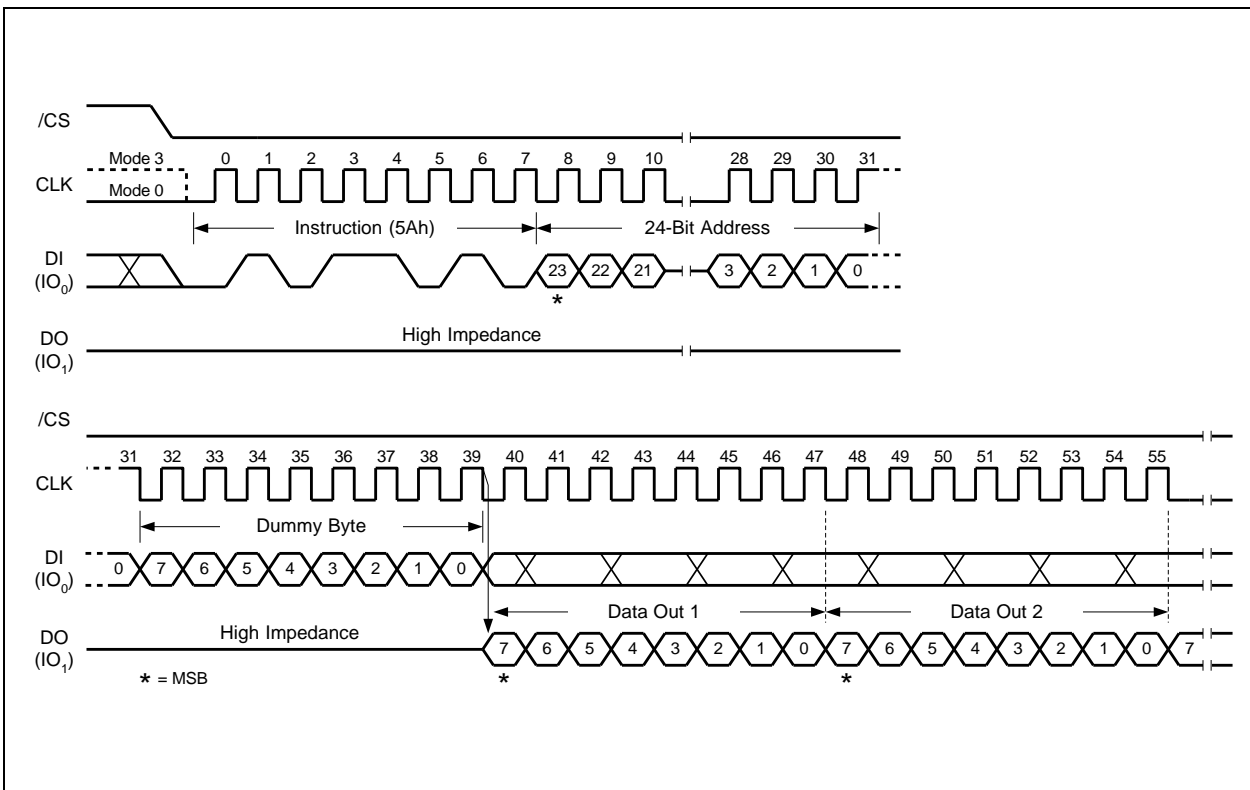 /CS
Mode 3 0 1 2 3 4 5 6 7 8 9 10 28 29 30 31
CLK
Mode 0
Instruction (5Ah) 24-Bit Address
DI
(IO0) 23 22 21 3 2 1 0
*
DO
(IO1) High Impedance
/CS
31 32 33 34 35 36 37 38 39 40 41 42 43 44 45 46 47 48 49 50 51 52 53 54 55
CLK
Dummy Byte
DI
(IO0) 0 7 6 5 4 3 2 1 0
Data Out 1 Data Out 2
DO
(IO1) High Impedance 7 6 5 4 3 2 1 0 7 6 5 4 3 2 1 0 7
* = MSB * *